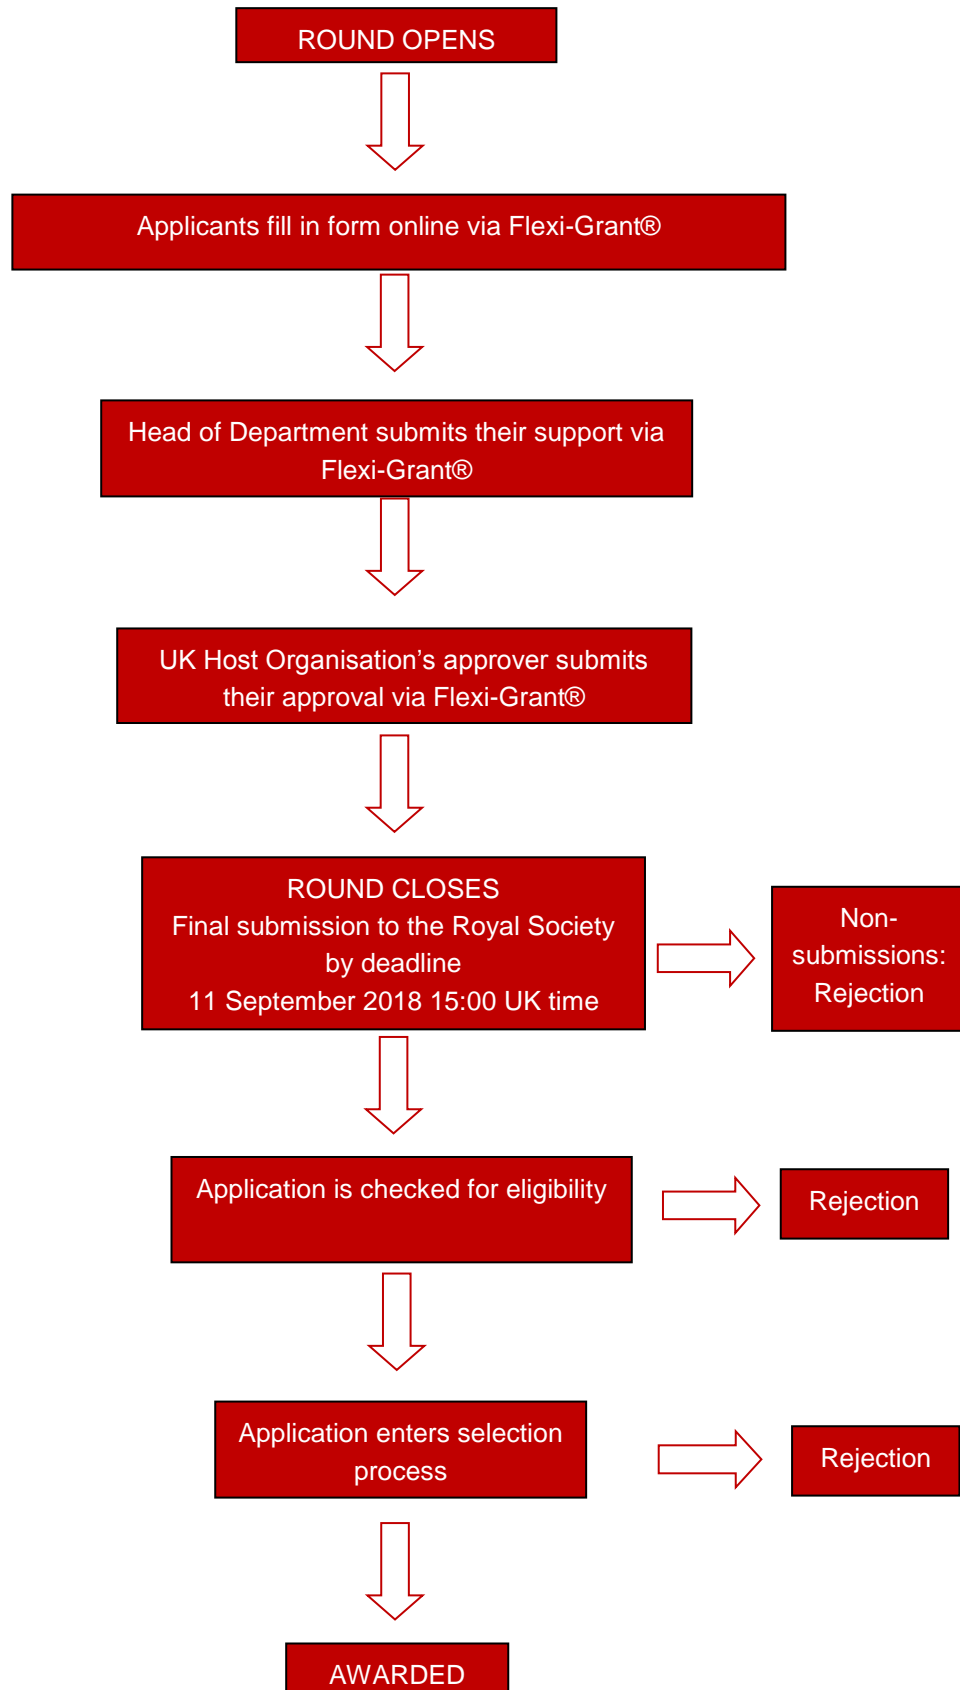 ROUND OPENS
Applicants fill in form online via Flexi-Grant®
Head of Department submits their support via
Flexi-Grant®
UK Host Organisation's approver submits
their approval via Flexi-Grant®
ROUND CLOSES
Final submission to the Royal Society
by deadline
11 September 2018 15:00 UK time
Non-
submissions:
Rejection
Application is checked for eligibility
Rejection
Application enters selection
process
Rejection
AWARDED